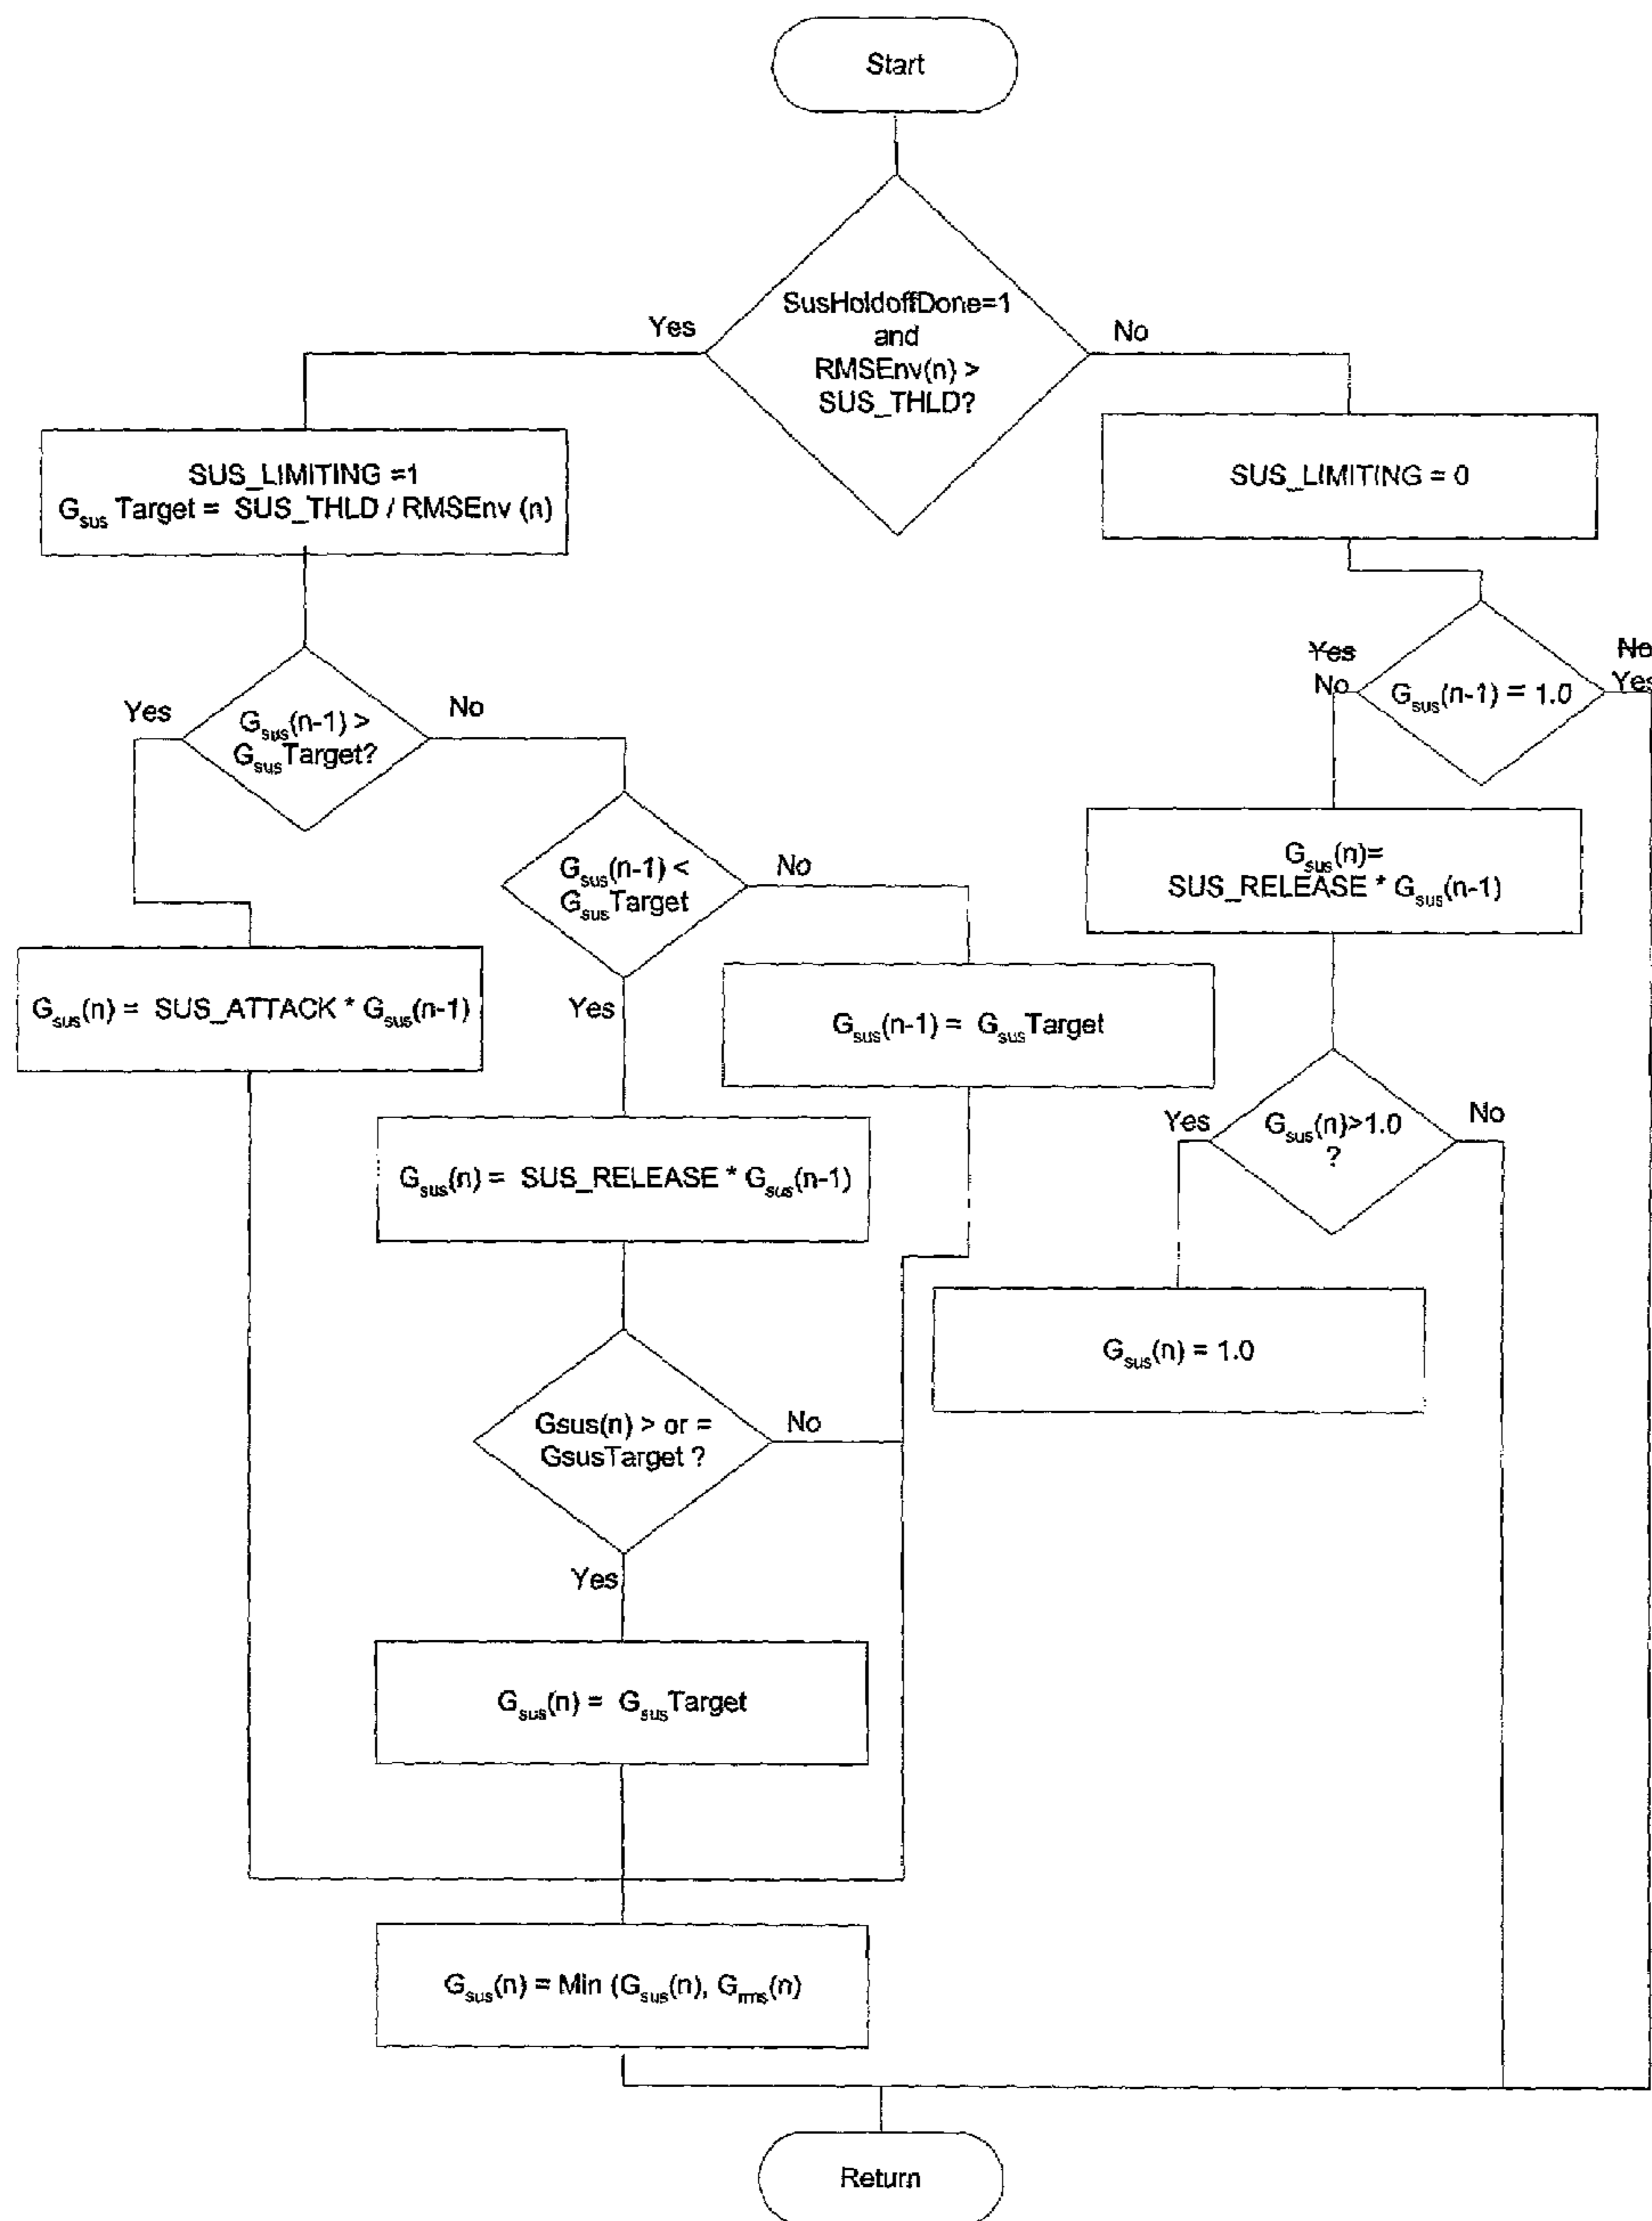 Start
SusHoldoffDone=1
and
RMSEnv(n) >
SUS_THLD?
Yes
No
SUS_LIMITING =1
Gsus Target = SUS_THLD / RMSEnv (n)
SUS_LIMITING = 0
Yes
No
Gsus(n-1) = 1.0
No
Yes
Yes
Gsus(n-1) >
GsusTarget?
No
Gsus(n-1) <
GsusTarget
No
Yes
Gsus(n)=
SUS_RELEASE * Gsus(n-1)
Gsus(n) = SUS_ATTACK * Gsus(n-1)
Gsus(n-1) = GsusTarget
Yes
Gsus(n)>1.0
?
No
Gsus(n) = SUS_RELEASE * Gsus(n-1)
Gsus(n) = 1.0
Gsus(n) > or =
GsusTarget ?
No
Yes
Gsus(n) = GsusTarget
Gsus(n) = Min (Gsus(n), Grms(n)
Return